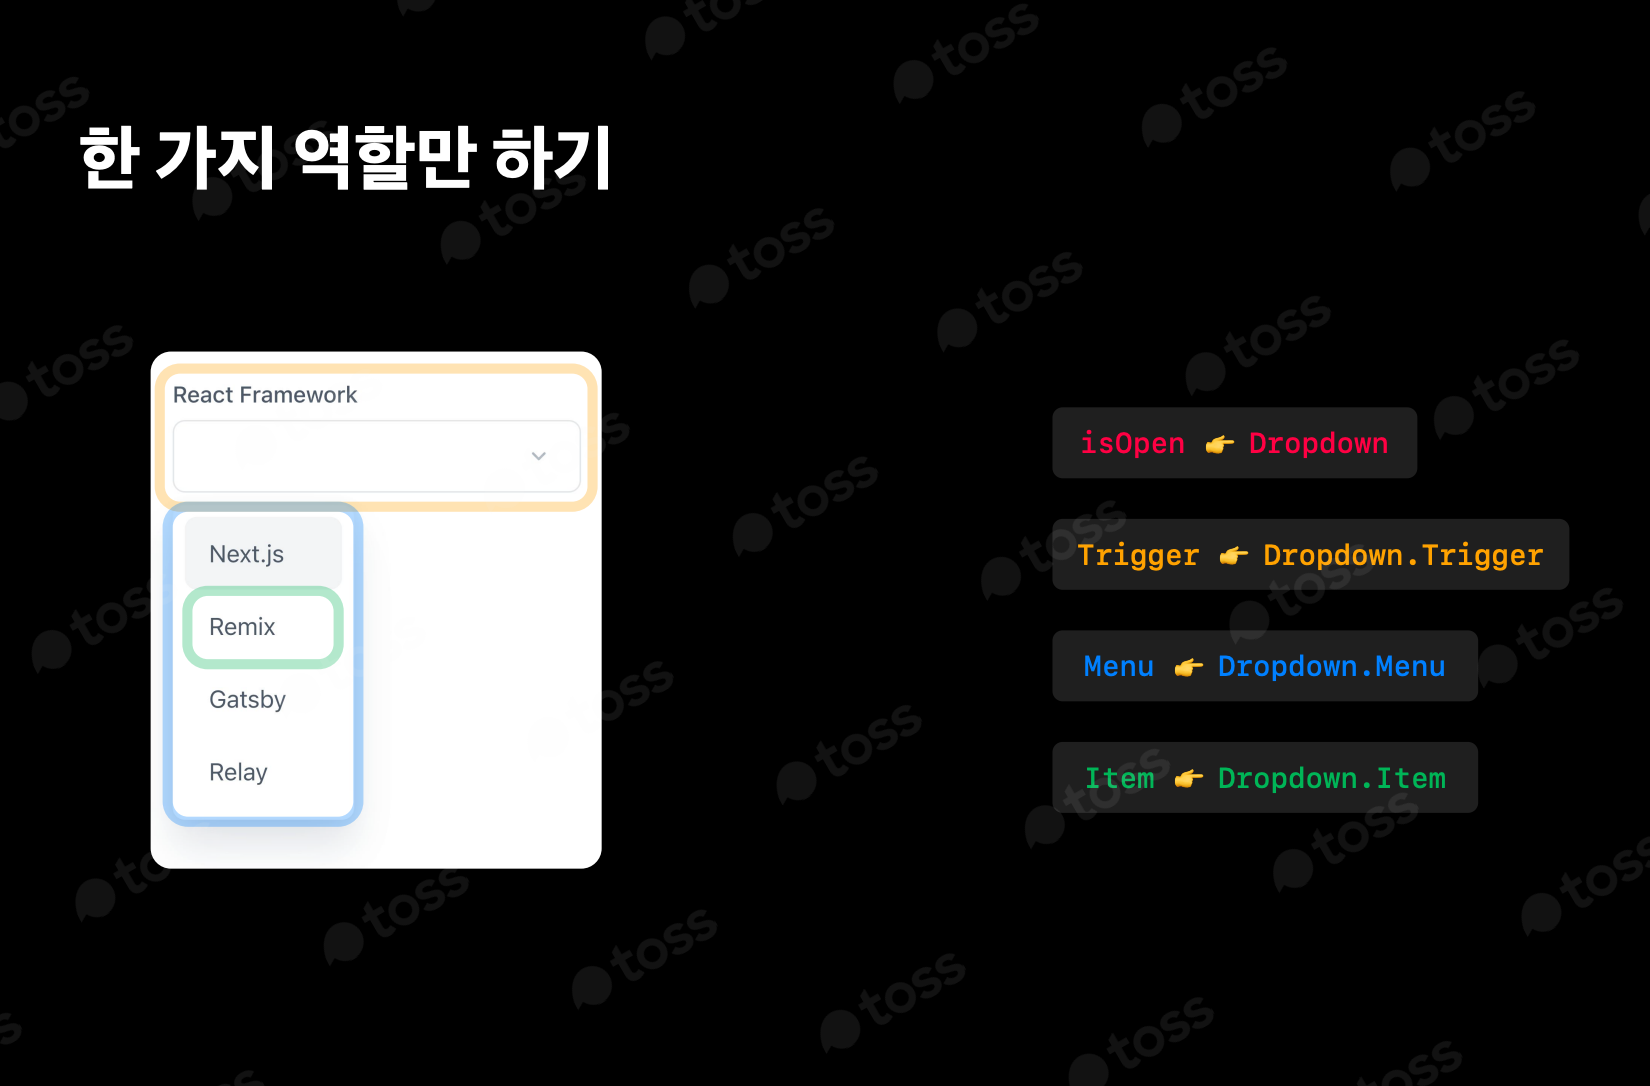 한 가지 역할만 하기
React Framework
Next.js
Remix
Gatsby
Relay
isOpen 👉 Dropdown
Trigger 👉 Dropdown.Trigger
Menu 👉 Dropdown.Menu
Item 👉 Dropdown.Item
toss